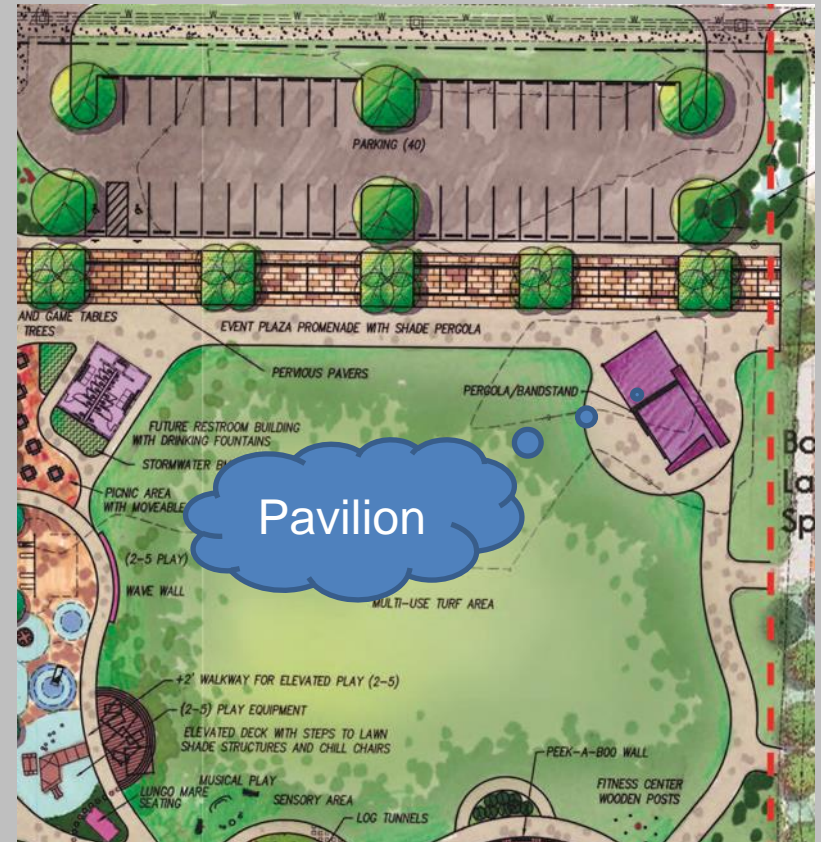 W W W W W W W
PARKING (40)
AND GAME TABLES
TREES
EVENT PLAZA PROMENADE WITH SHADE PERGOLA
PERVIOUS PAVERS
PERGOLA/BANDSTAND
FUTURE RESTROOM BUILDING
WITH DRINKING FOUNTAINS
STORMWATER
Pavilion
PICNIC AREA
WITH MOVEABLE
Bo
La
Sp
(2-5 PLAY)
WAVE WALL
MULTI-USE TURF AREA
+2' WALKWAY FOR ELEVATED PLAY (2-5)
(2-5) PLAY EQUIPMENT
ELEVATED DECK WITH STEPS TO LAWN
SHADE STRUCTURES AND CHILL CHAIRS
PEEK-A-BOO WALL
MUSICAL PLAY
LUNGO MARE
SEATING
SENSORY AREA
FITNESS CENTER
WOODEN POSTS
LOG TUNNELS